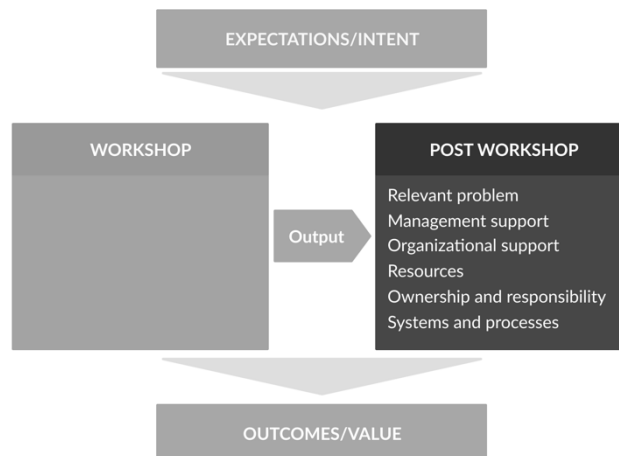 EXPECTATIONS/INTENT
WORKSHOP
Output
POST WORKSHOP
Relevant problem
Management support
Organizational support
Resources
Ownership and responsibility
Systems and processes
OUTCOMES/VALUE